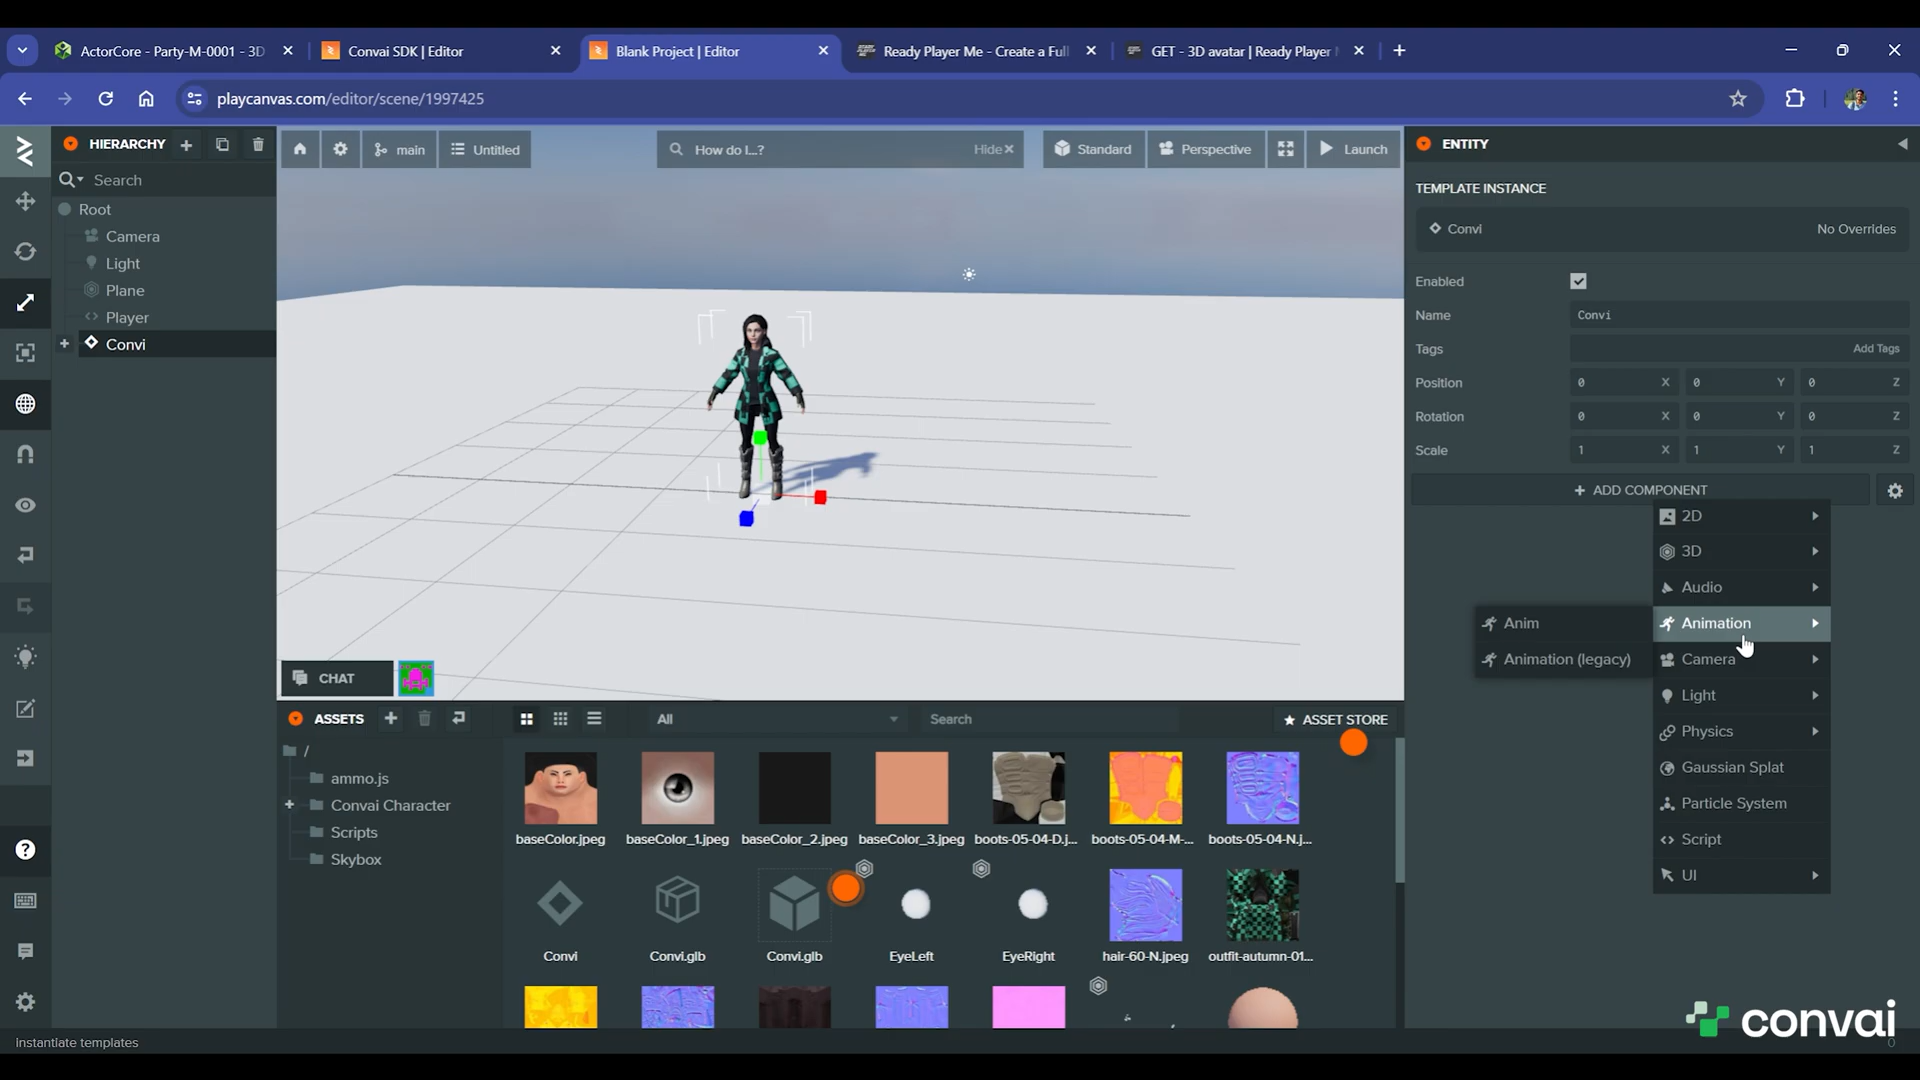 ActorCore - Party-M-0001 - 3D
Convai SDK | Editor
Blank Project | Editor
Ready Player Me - Create a Full
GET - 3D avatar | Ready Player
playcanvas.com/editor/scene/1997425
HIERARCHY
Search
Root
Camera
Light
Plane
Player
Convi
main
Untitled
How do I...?
Hide
Standard
Perspective
Launch
ENTITY
TEMPLATE INSTANCE
Convi
No Overrides
Enabled
Name
Convi
Tags
Add Tags
Position
0 X 0 Y 0 Z
Rotation
0 X 0 Y 0 Z
Scale
1 X 1 Y 1 Z
+ ADD COMPONENT
2D
3D
Audio
Animation
Camera
Light
Physics
Gaussian Splat
Particle System
Script
UI
Anim
Animation (legacy)
CHAT
ASSETS
All
Search
ASSET STORE
/
ammo.js
Convai Character
Scripts
Skybox
baseColor.jpeg
baseColor_1.jpeg
baseColor_2.jpeg
baseColor_3.jpeg
boots-05-04-D.j...
boots-05-04-M-...
boots-05-04-N.j...
Convi
Convi.glb
Convi.glb
EyeLeft
EyeRight
hair-60-N.jpeg
outfit-autumn-01...
Instantiate templates
convai
0